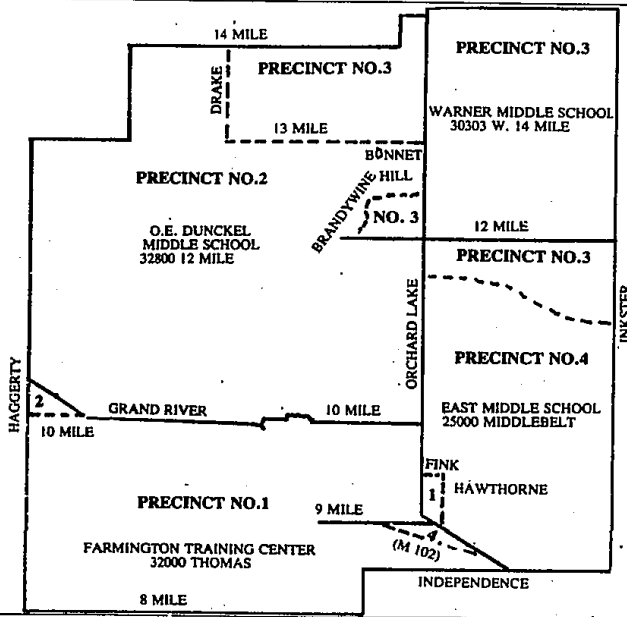 14 MILE
PRECINCT NO.3
PRECINCT NO.3
DRAKE
WARNER MIDDLE SCHOOL
30303 W. 14 MILE
13 MILE
BONNET
HILL
BRANDYWINE
NO. 3
PRECINCT NO.2
O.E. DUNCKEL
MIDDLE SCHOOL
32800 12 MILE
12 MILE
PRECINCT NO.3
INKSTER
ORCHARD LAKE
PRECINCT NO.4
EAST MIDDLE SCHOOL
25000 MIDDLEBELT
HAGGERTY
2
10 MILE
GRAND RIVER
10 MILE
FINK
1
HAWTHORNE
PRECINCT NO.1
9 MILE
4
(M 102)
FARMINGTON TRAINING CENTER
32000 THOMAS
INDEPENDENCE
8 MILE